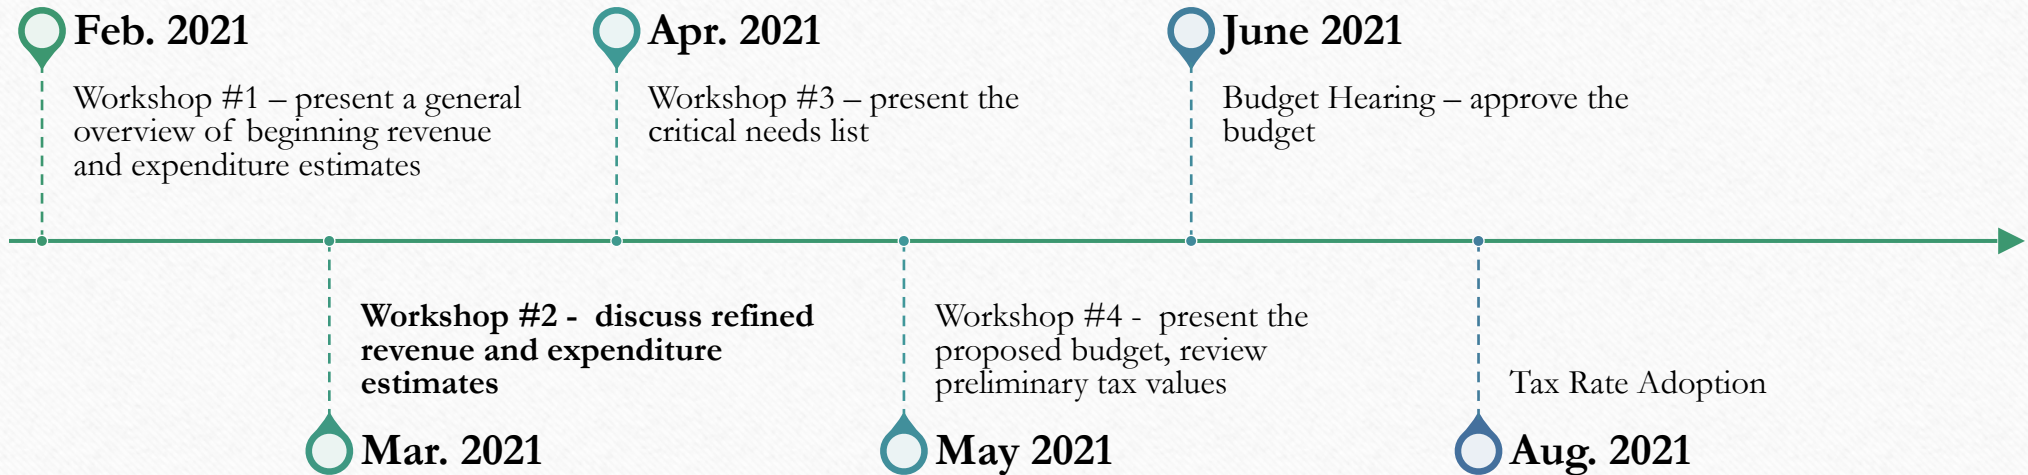 Feb. 2021
Workshop #1 – present a general
overview of beginning revenue
and expenditure estimates
Workshop #2 -  discuss refined
revenue and expenditure
estimates
Mar. 2021
Apr. 2021
Workshop #3 – present the
critical needs list
Workshop #4 -  present the
proposed budget, review
preliminary tax values
May 2021
June 2021
Budget Hearing – approve the
budget
Tax Rate Adoption
Aug. 2021